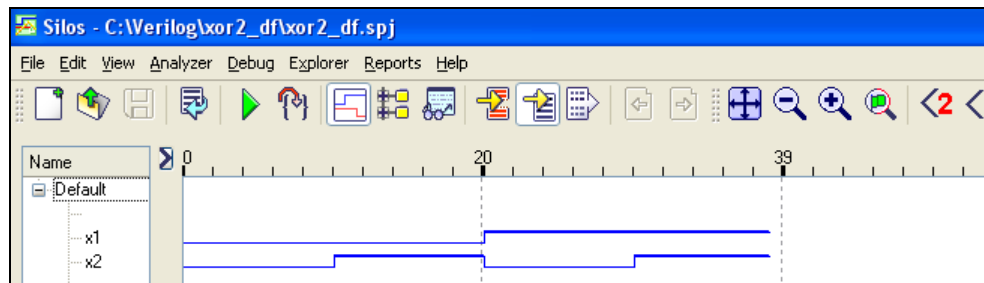 Silos - C:\Verilog\xor2_df\xor2_df.spj
File Edit View Analyzer Debug Explorer Reports Help
2
Name 0 20 39
Default
x1
x2